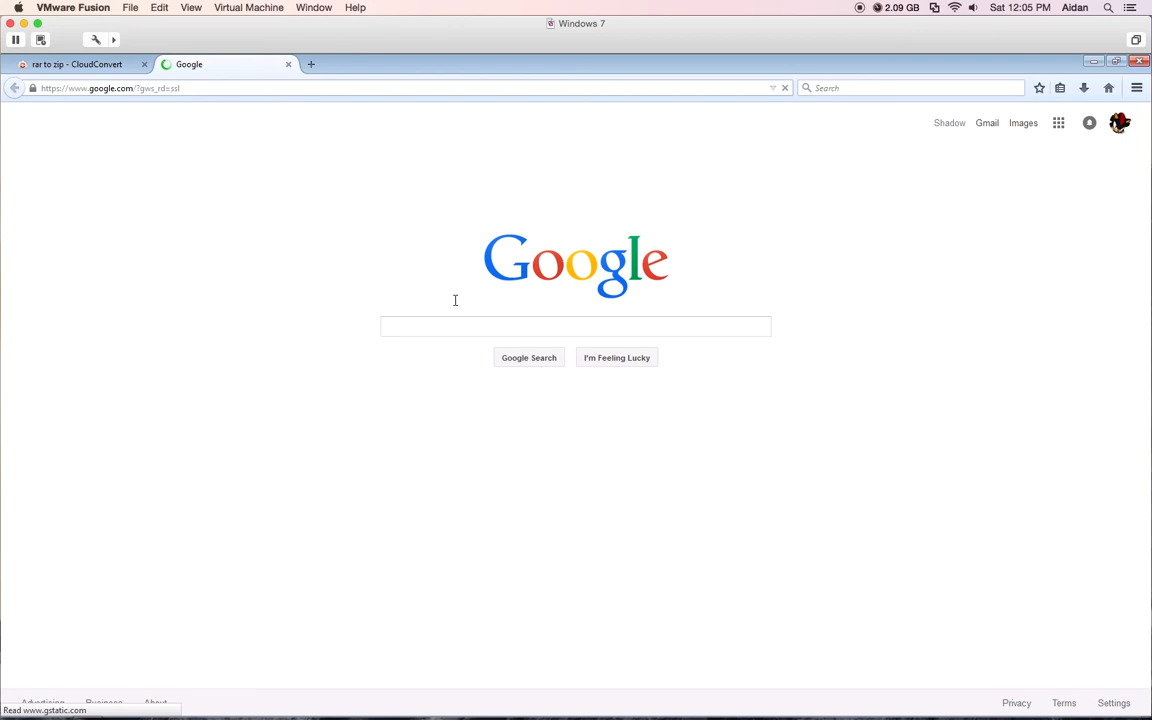 VMware Fusion File Edit View Virtual Machine Window Help 2.09 GB Sat 12:05 PM Aidan
Windows 7
rar to zip - CloudConvert Google
https://www.google.com/?gws_rd=ssl Search
Shadow Gmail Images
Google
Google Search I'm Feeling Lucky
Advertising Business About Privacy Terms Settings
Read www.gstatic.com